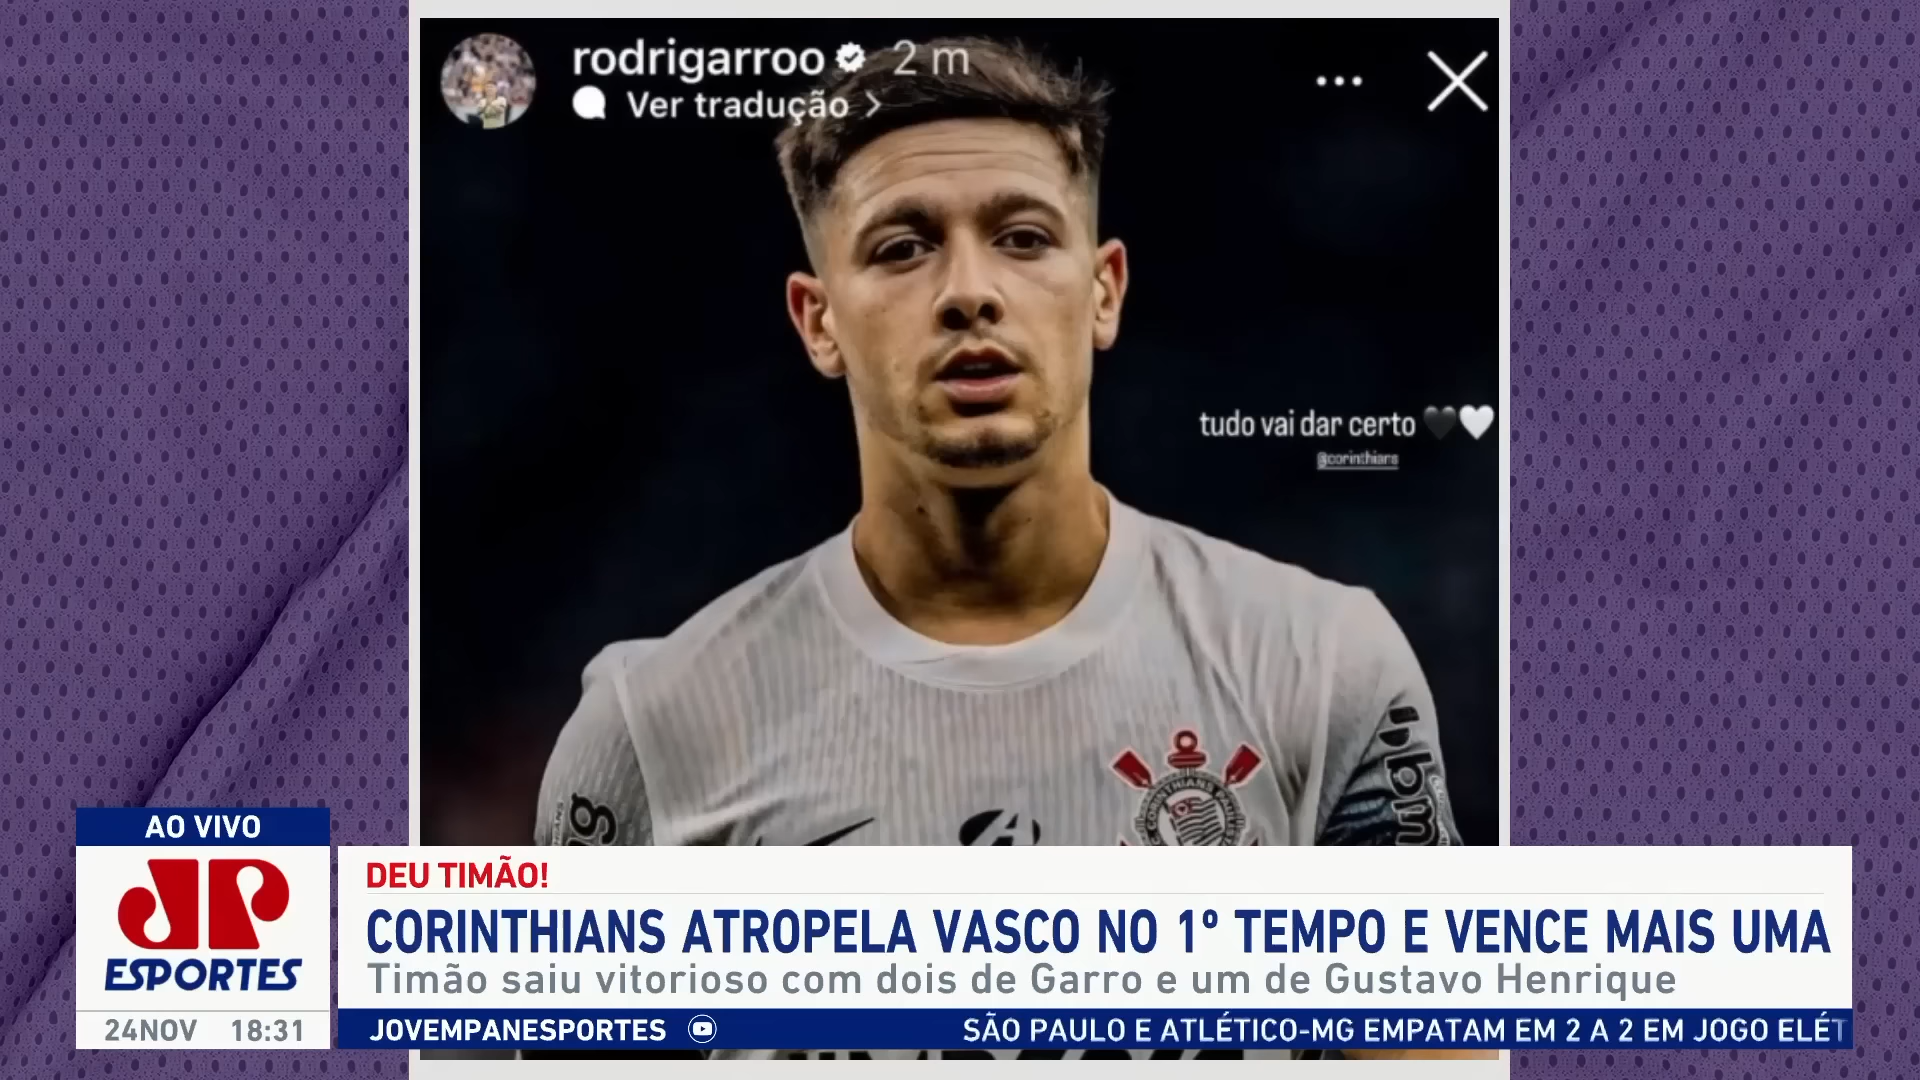 rodrigarroo 2 m
Ver tradução >
tudo vai dar certo 🖤🤍
@corinthians
CORINTHIANS PAU
AO VIVO
JP
ESPORTES
24NOV 18:31
DEU TIMÃO!
CORINTHIANS ATROPELA VASCO NO 1º TEMPO E VENCE MAIS UMA
Timão saiu vitorioso com dois de Garro e um de Gustavo Henrique
JOVEMPANESPORTES
SÃO PAULO E ATLÉTICO-MG EMPATAM EM 2 A 2 EM JOGO ELÉT